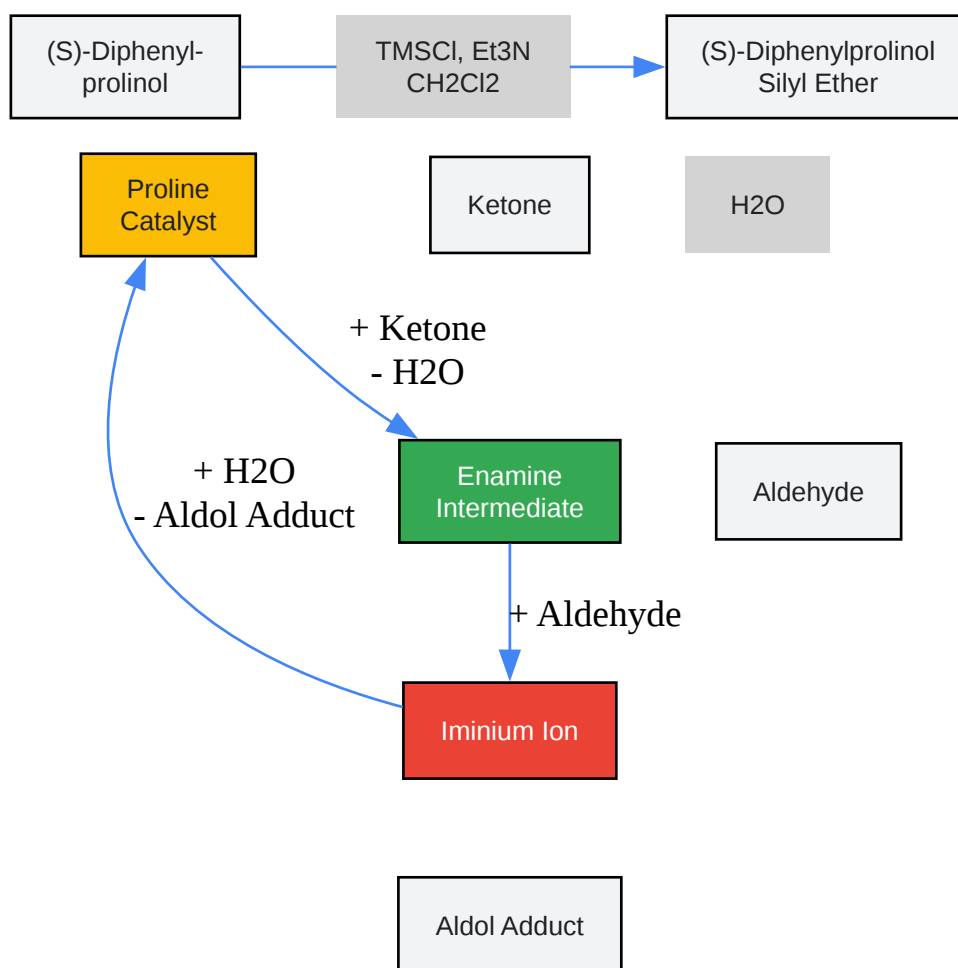 (S)-Diphenyl-
prolinol
TMSCl, Et3N
CH2Cl2
(S)-Diphenylprolinol
Silyl Ether
Proline
Catalyst
Ketone
H2O
+ Ketone
- H2O
+ H2O
- Aldol Adduct
Enamine
Intermediate
Aldehyde
+ Aldehyde
Iminium Ion
Aldol Adduct